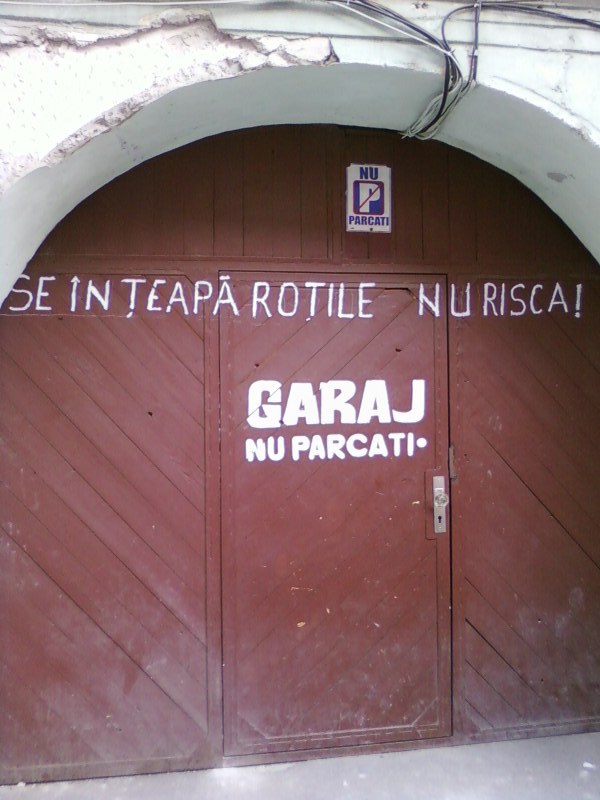 NU
P
PARCATI
SE ÎNȚEAPĂ ROȚILE NU RISCA!
GARAJ
NU PARCATI.